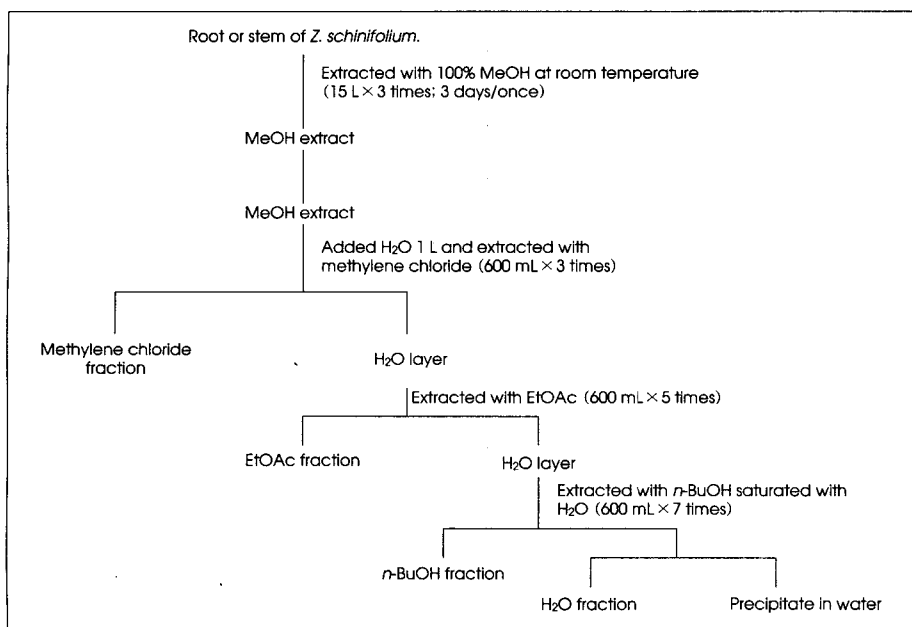 Root or stem of Z. schinifolium.
Extracted with 100% MeOH at room temperature
(15 L × 3 times; 3 days/once)
MeOH extract
MeOH extract
Added H₂O 1 L and extracted with
methylene chloride (600 mL × 3 times)
Methylene chloride
fraction
H₂O layer
Extracted with EtOAc (600 mL × 5 times)
EtOAc fraction
H₂O layer
Extracted with n-BuOH saturated with
H₂O (600 mL × 7 times)
n-BuOH fraction
H₂O fraction
Precipitate in water